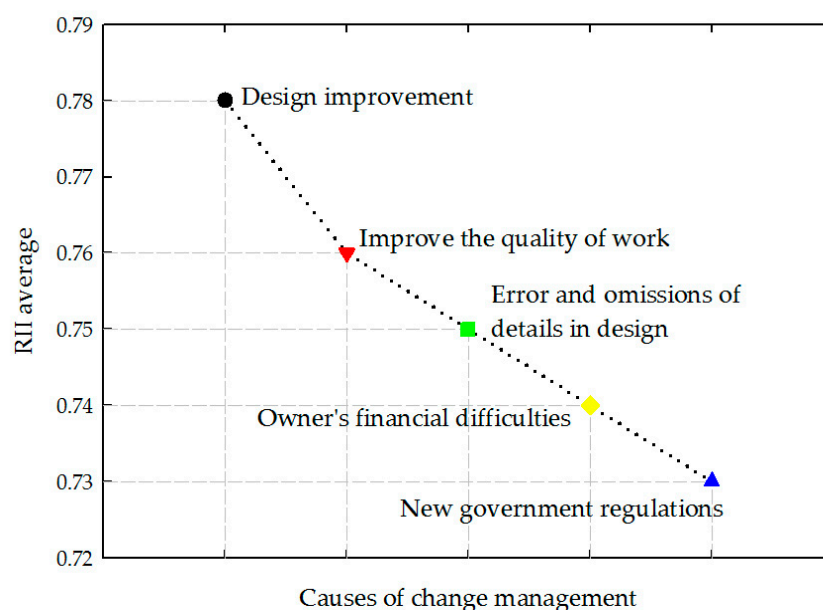 0.79
0.78
Design improvement
0.77
0.76
Improve the quality of work
Error and omissions of
0.75
details in design
0.74
Owner's financial difficulties
0.73
New government regulations
0.72
RII average
Causes of change management